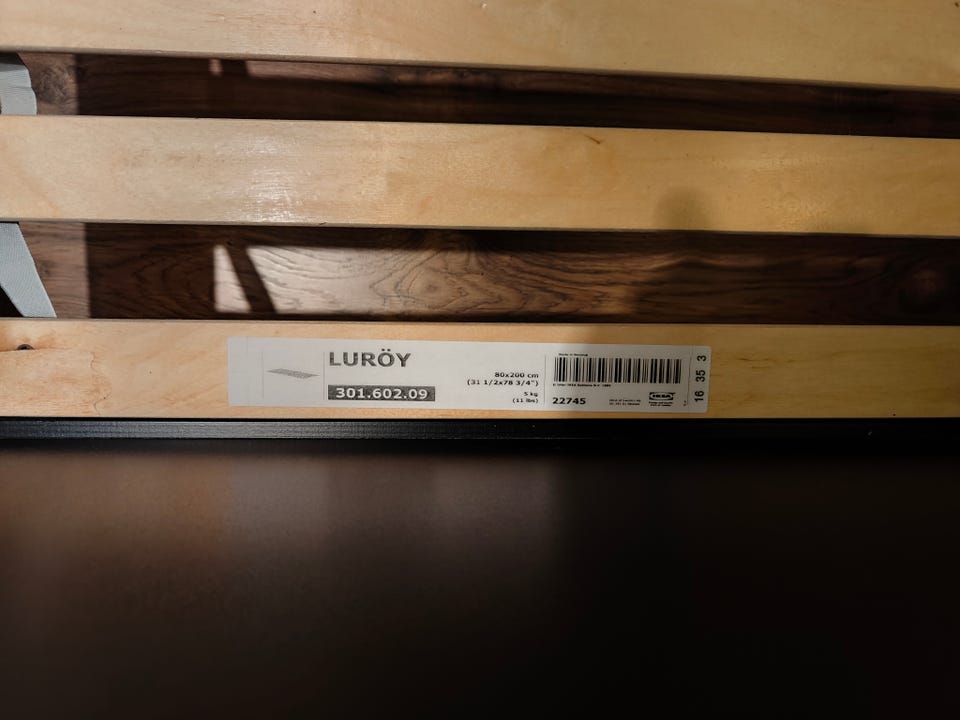 LURÖY
301.602.09
80x200 cm
(31 1/2x78 3/4")
5 kg
(11 lbs)
22745
IKEA
16 35 3